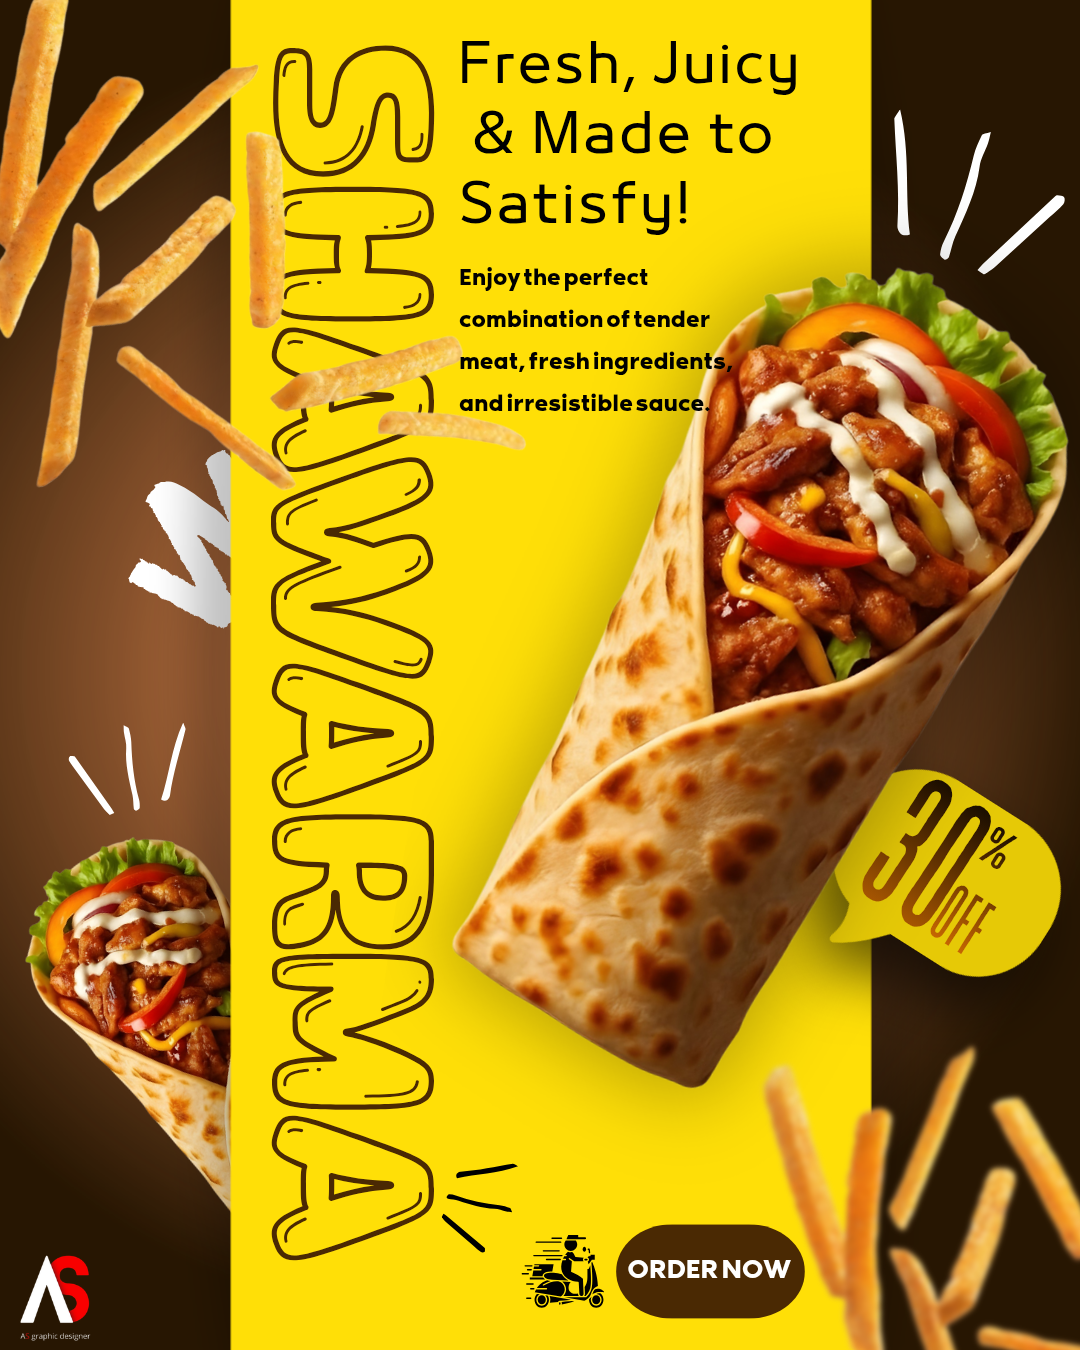 SHAWARMA
Fresh, Juicy
& Made to
Satisfy!
Enjoy the perfect
combination of tender
meat, fresh ingredients,
and irresistible sauce.
30%
OFF
ORDER NOW
AS
AS graphic designer